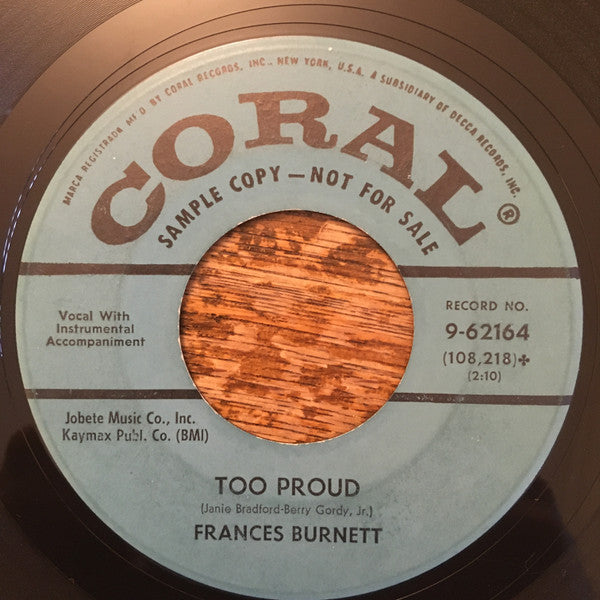 MARCA REGISTRADA MF'D BY CORAL RECORDS, INC., NEW YORK, U.S.A. A SUBSIDIARY OF DECCA RECORDS, INC.
CORAL®
SAMPLE COPY—NOT FOR SALE
Vocal With
Instrumental
Accompaniment
RECORD NO.
9-62164
(108,218)✤
(2:10)
Jobete Music Co., Inc.
Kaymax Publ. Co. (BMI)
TOO PROUD
(Janie Bradford-Berry Gordy, Jr.)
FRANCES BURNETT